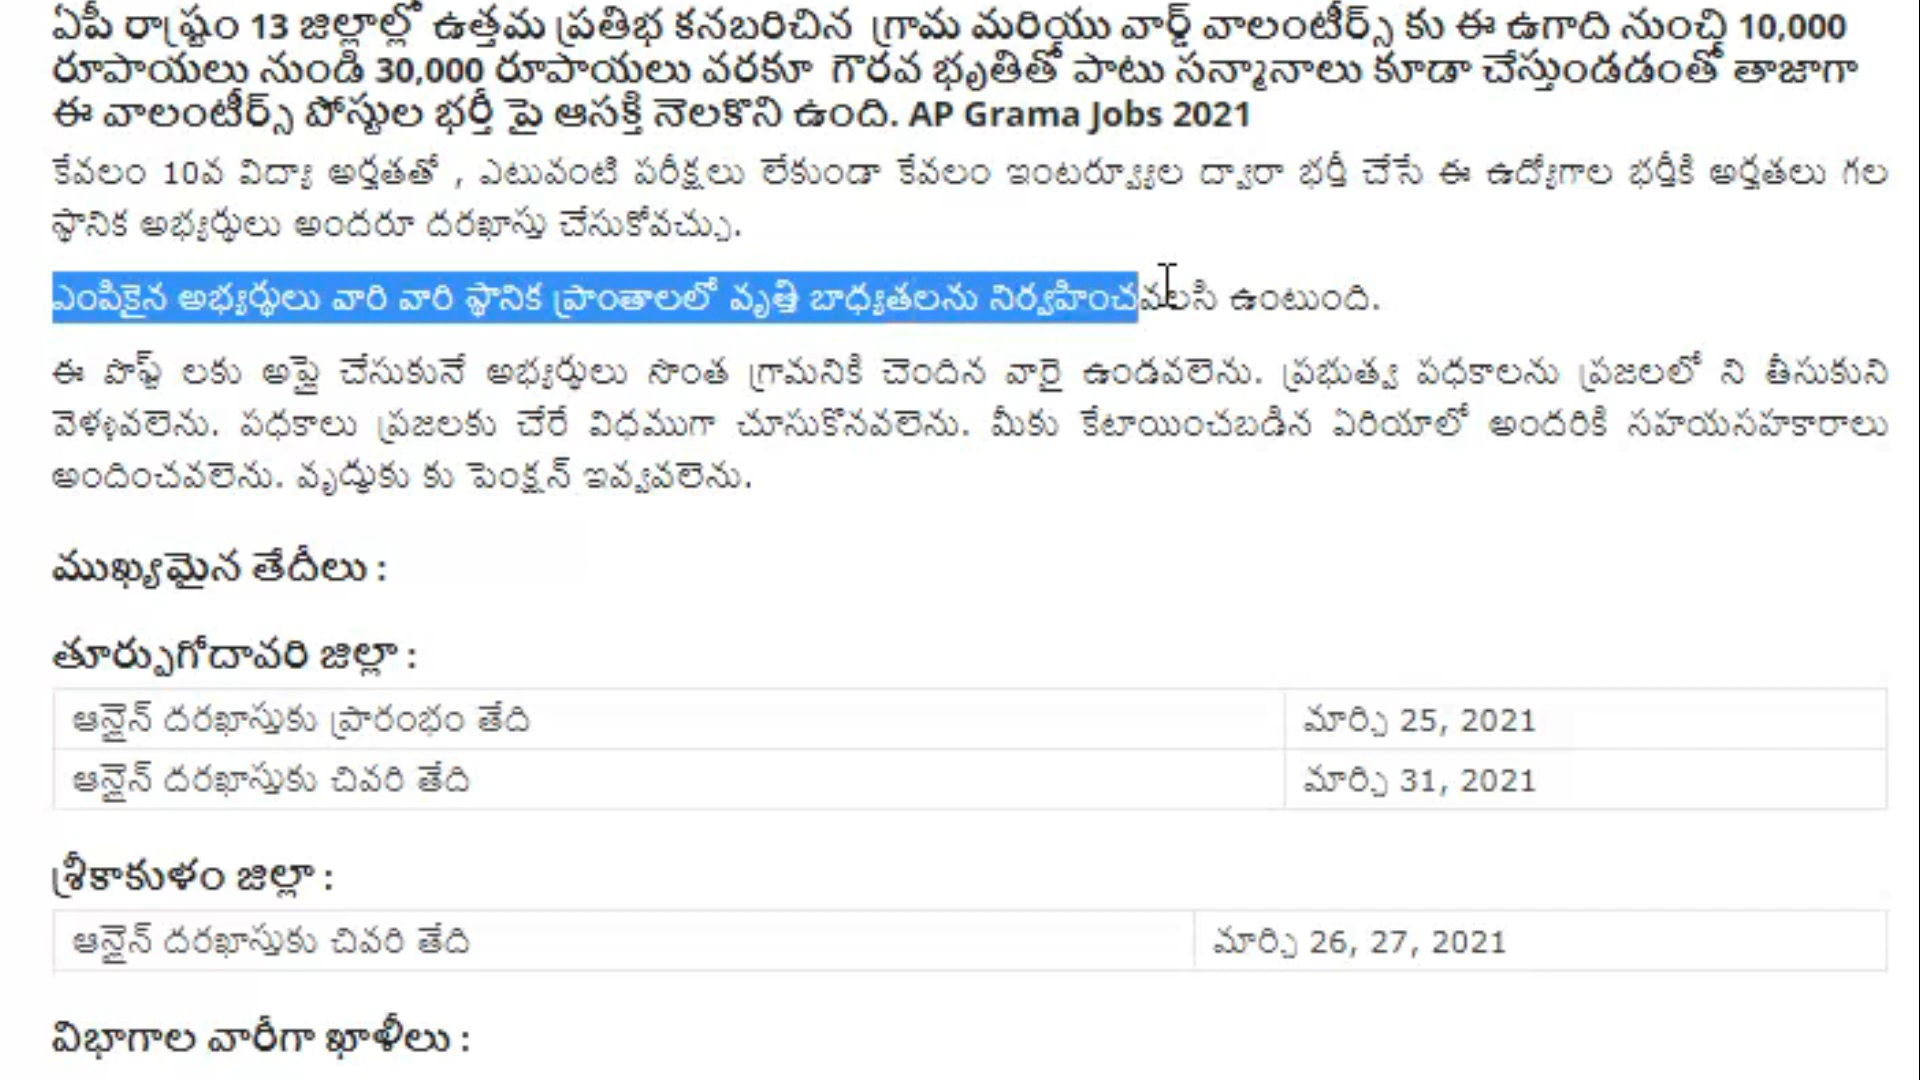 ఏపీ రాష్ట్రం 13 జిల్లాల్లో ఉత్తమ ప్రతిభ కనబరిచిన గ్రామ మరియు వార్డ్ వాలంటీర్స్ కు ఈ ఉగాది నుంచి 10,000
రూపాయలు నుండి 30,000 రూపాయలు వరకూ గౌరవ భృతితో పాటు సన్మానాలు కూడా చేస్తుండడంతో తాజాగా
ఈ వాలంటీర్స్ పోస్టుల భర్తీ పై ఆసక్తి నెలకొని ఉంది. AP Grama Jobs 2021
కేవలం 10వ విద్యా అర్హతతో , ఎటువంటి పరీక్షలు లేకుండా కేవలం ఇంటర్వ్యూల ద్వారా భర్తీ చేసే ఈ ఉద్యోగాల భర్తీకి అర్హతలు గల
స్థానిక అభ్యర్థులు అందరూ దరఖాస్తు చేసుకోవచ్చు.
ఎంపికైన అభ్యర్థులు వారి వారి స్థానిక ప్రాంతాలలో వృత్తి బాధ్యతలను నిర్వహించవలసి ఉంటుంది.
ఈ పొస్ట్ లకు అప్లై చేసుకునే అభ్యర్థులు సొంత గ్రామనికి చెందిన వారై ఉండవలెను. ప్రభుత్వ పధకాలను ప్రజలలో ని తీసుకుని
వెళ్ళవలెను. పధకాలు ప్రజలకు చేరే విధముగా చూసుకొనవలెను. మీకు కేటాయించబడిన ఏరియాలో అందరికి సహయసహకారాలు
అందించవలెను. వృద్ధుకు కు పెంక్షన్ ఇవ్వవలెను.
ముఖ్యమైన తేదీలు :
తూర్పుగోదావరి జిల్లా :
ఆన్లైన్ దరఖాస్తుకు ప్రారంభం తేది మార్చి 25, 2021
ఆన్లైన్ దరఖాస్తుకు చివరి తేది మార్చి 31, 2021
శ్రీకాకుళం జిల్లా :
ఆన్లైన్ దరఖాస్తుకు చివరి తేది మార్చి 26, 27, 2021
విభాగాల వారీగా ఖాళీలు :